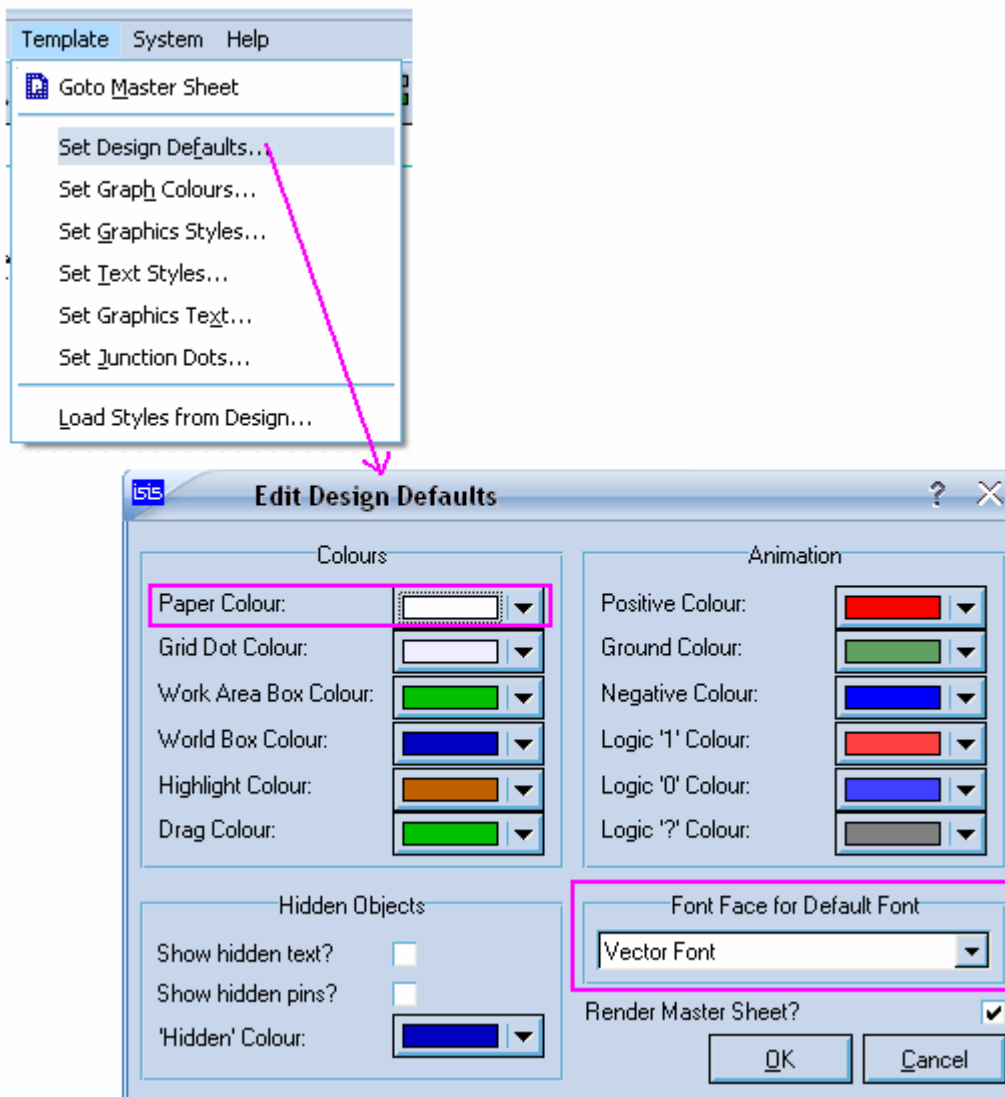 Template System Help
Goto Master Sheet
Set Design Defaults...
Set Graph Colours...
Set Graphics Styles...
Set Text Styles...
Set Graphics Text...
Set Junction Dots...
Load Styles from Design...
isis Edit Design Defaults ?
Colours
Paper Colour:
Grid Dot Colour:
Work Area Box Colour:
World Box Colour:
Highlight Colour:
Drag Colour:
Animation
Positive Colour:
Ground Colour:
Negative Colour:
Logic '1' Colour:
Logic '0' Colour:
Logic '?' Colour:
Hidden Objects
Show hidden text?
Show hidden pins?
'Hidden' Colour:
Font Face for Default Font
Vector Font
Render Master Sheet?
OK Cancel